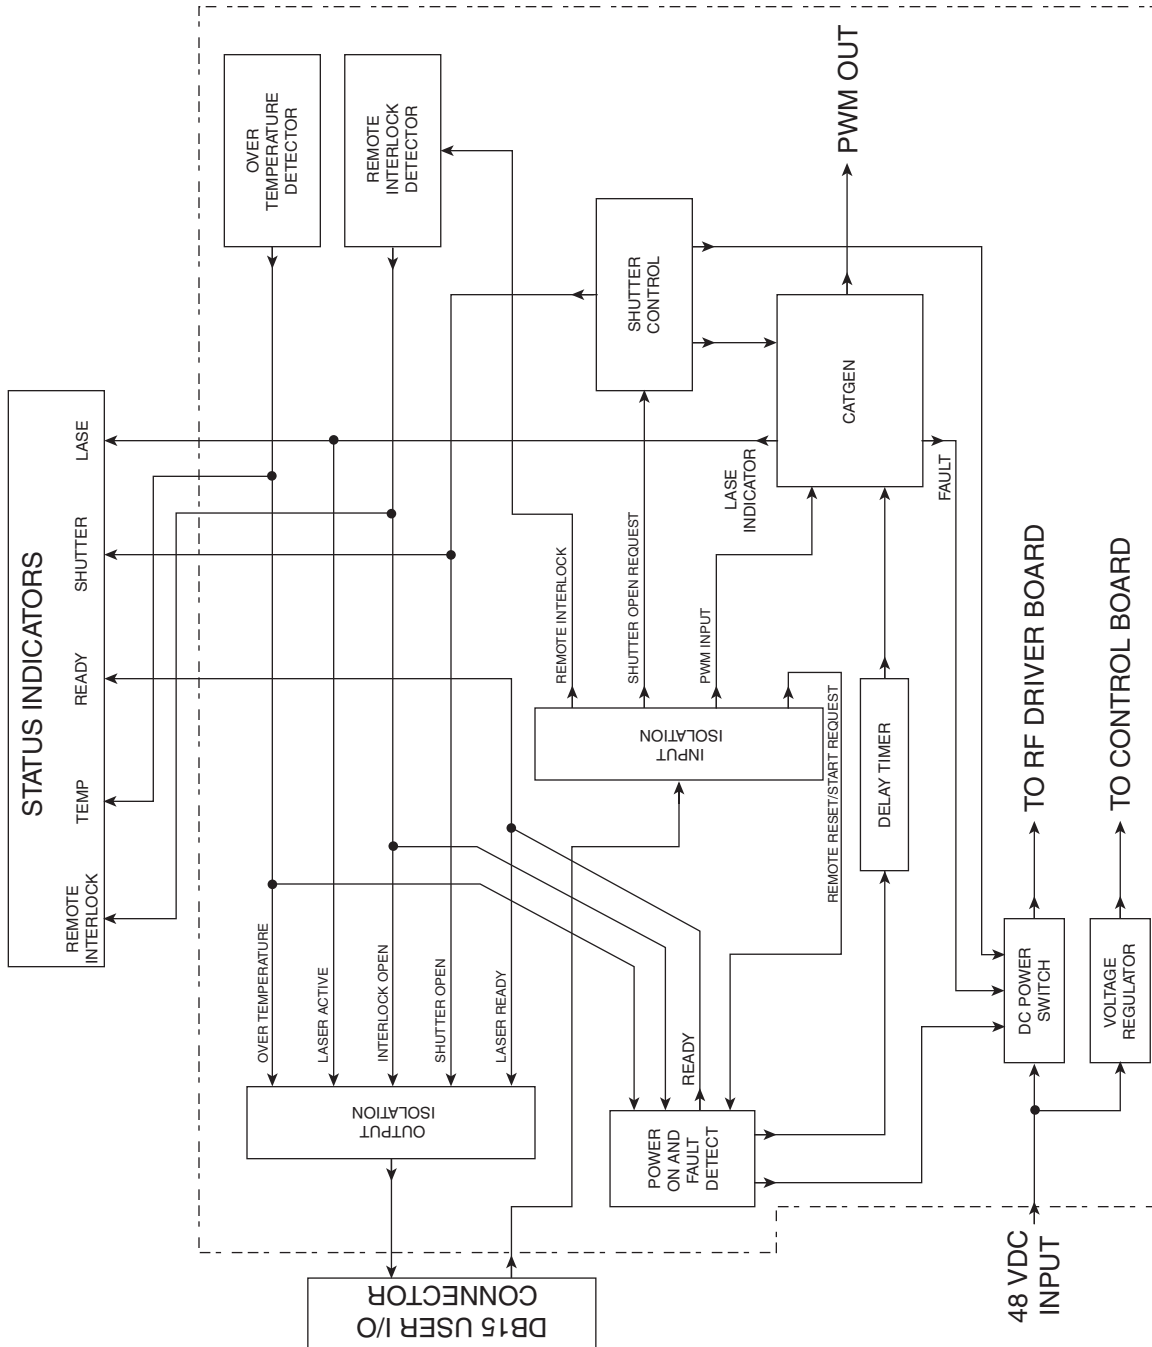 STATUS INDICATORS
REMOTE
INTERLOCK
TEMP
READY
SHUTTER
LASE
OVER
TEMPERATURE
DETECTOR
REMOTE
INTERLOCK
DETECTOR
OVER TEMPERATURE
LASER ACTIVE
INTERLOCK OPEN
SHUTTER OPEN
LASER READY
OUTPUT
ISOLATION
DB15 USER I/O
CONNECTOR
REMOTE INTERLOCK
SHUTTER OPEN REQUEST
PWM INPUT
REMOTE RESET/START REQUEST
INPUT
ISOLATION
SHUTTER
CONTROL
LASE
INDICATOR
CATGEN
FAULT
PWM OUT
POWER
ON AND
FAULT
DETECT
READY
DELAY TIMER
DC POWER
SWITCH
TO RF DRIVER BOARD
VOLTAGE
REGULATOR
TO CONTROL BOARD
48 VDC
INPUT